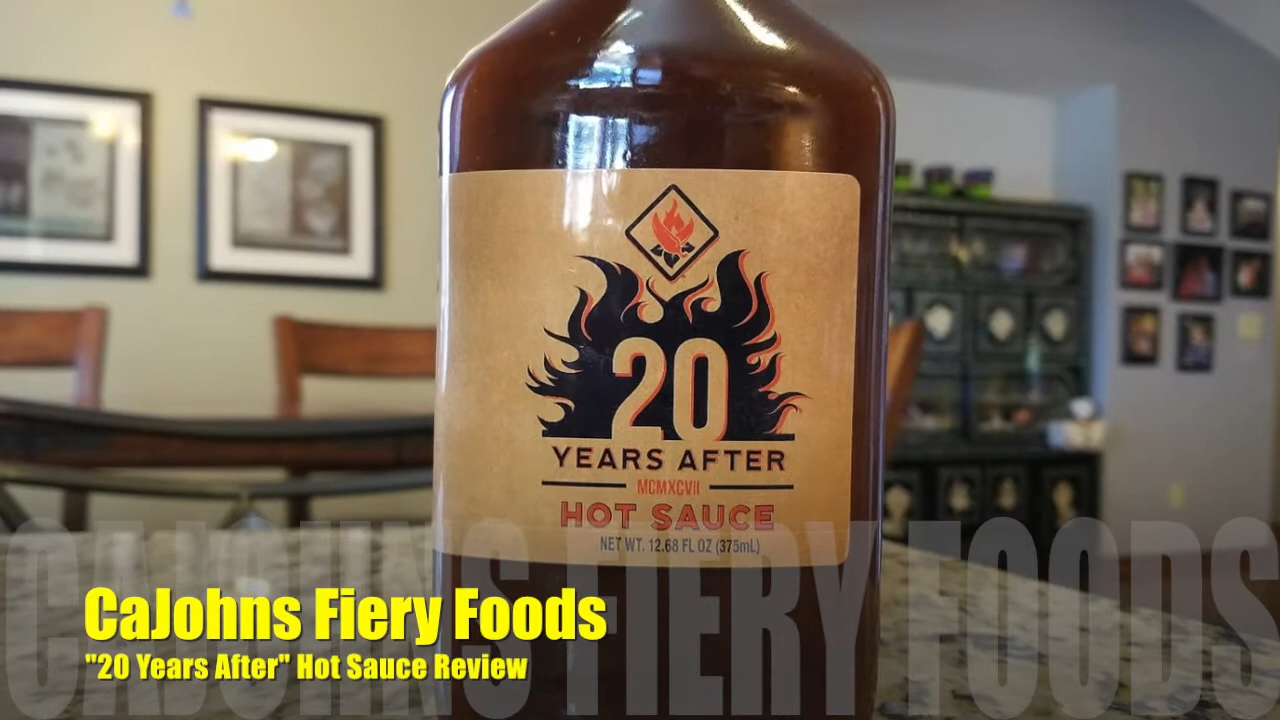 20
YEARS AFTER
MCMXCVII
HOT SAUCE
NET WT. 12.68 FL OZ (375mL)
CAJOHNS FIERY FOODS
CaJohns Fiery Foods
"20 Years After" Hot Sauce Review